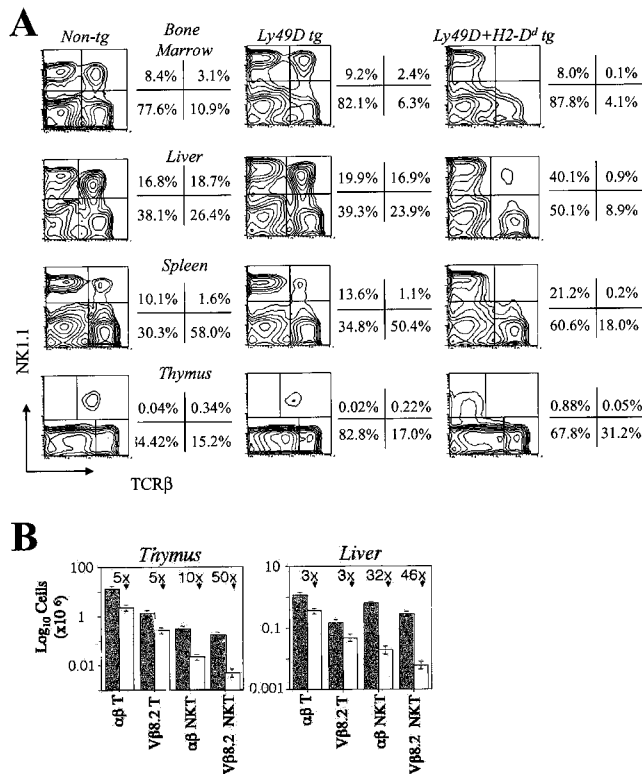 A
Non-tg
Bone Marrow
Ly49D tg
Ly49D+H2-Dᵈ tg
8.4% 3.1%
77.6% 10.9%
9.2% 2.4%
82.1% 6.3%
8.0% 0.1%
87.8% 4.1%
Liver
16.8% 18.7%
38.1% 26.4%
19.9% 16.9%
39.3% 23.9%
40.1% 0.9%
50.1% 8.9%
Spleen
10.1% 1.6%
30.3% 58.0%
13.6% 1.1%
34.8% 50.4%
21.2% 0.2%
60.6% 18.0%
Thymus
0.04% 0.34%
34.42% 15.2%
0.02% 0.22%
82.8% 17.0%
0.88% 0.05%
67.8% 31.2%
NK1.1
TCRβ
B
Thymus
Liver
Log₁₀ Cells
(x10⁶)
100
1
0.01
5x 5x 10x 50x
αβ T
Vβ8.2 T
αβ NKT
Vβ8.2 NKT
1.0
0.1
0.001
3x 3x 32x 46x
αβ T
Vβ8.2 T
αβ NKT
Vβ8.2 NKT